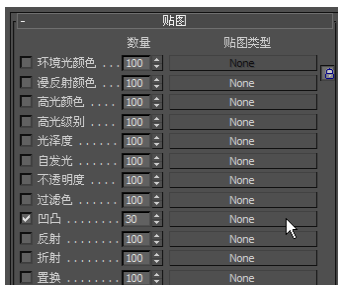 - 贴图
数量 贴图类型
环境光颜色 ... 100 None
漫反射颜色 ... 100 None
高光颜色 .... 100 None
高光级别 .... 100 None
光泽度 ...... 100 None
自发光 ...... 100 None
不透明度 .... 100 None
过滤色 ...... 100 None
凹凸 ........ 30 None
反射 ........ 100 None
折射 ........ 100 None
置换 ........ 100 None